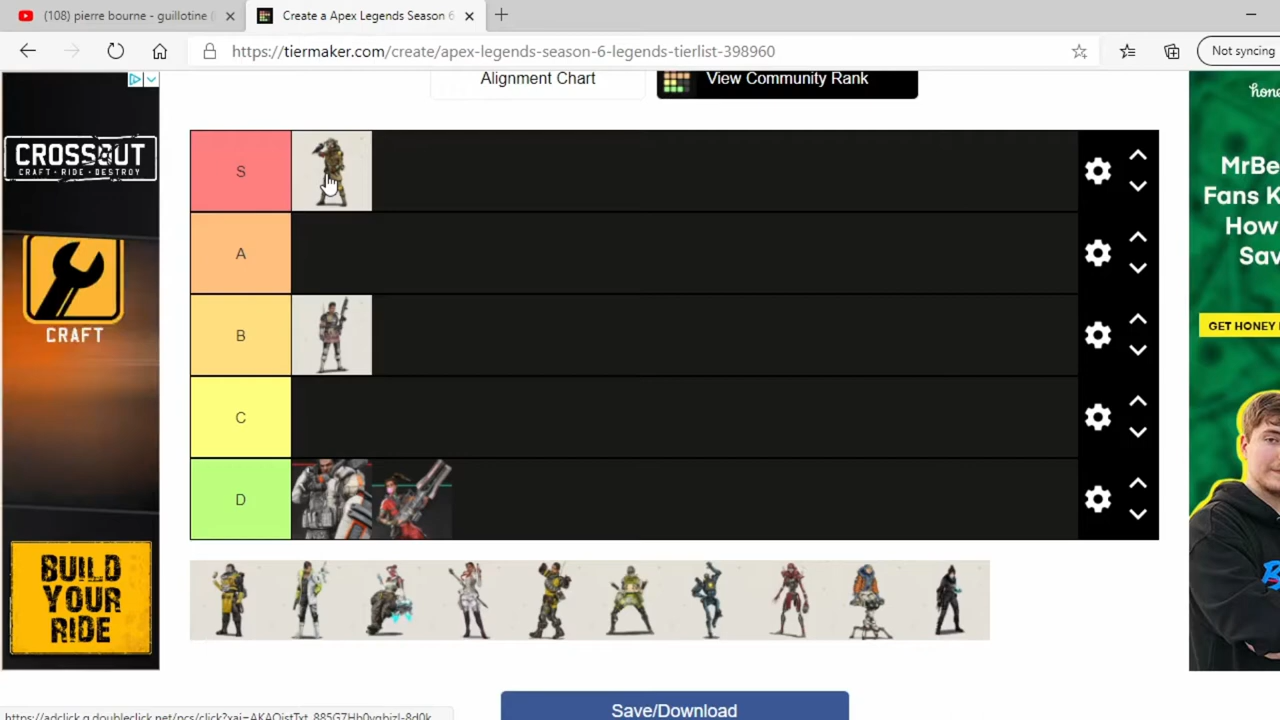 (108) pierre bourne - guillotine (
Create a Apex Legends Season 6
https://tiermaker.com/create/apex-legends-season-6-legends-tierlist-398960
Not syncing
Alignment Chart
View Community Rank
CROSSOUT
CRAFT · RIDE · DESTROY
CRAFT
BUILD
YOUR
RIDE
S
A
B
C
D
hone
MrBe
Fans K
How
Sav
GET HONEY
Save/Download